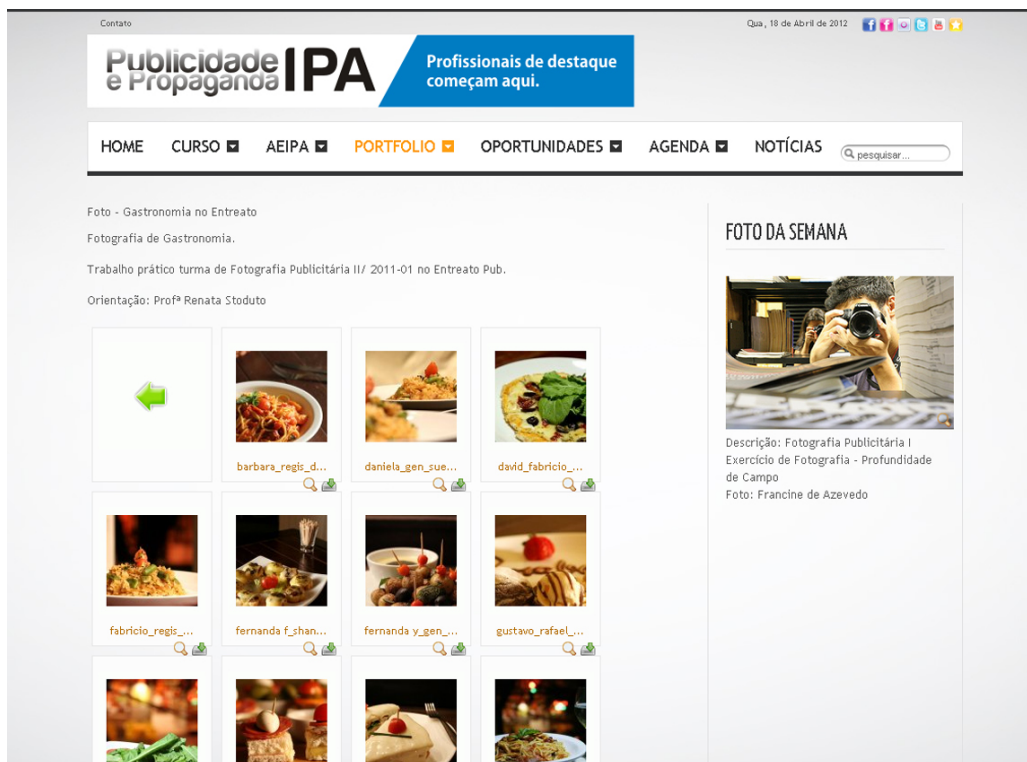 Contato
Qua, 18 de Abril de 2012
Publicidade
e Propaganda IPA
Profissionais de destaque
começam aqui.
HOME CURSO AEIPA PORTFOLIO OPORTUNIDADES AGENDA NOTÍCIAS
pesquisar...
Foto - Gastronomia no Entreato
Fotografia de Gastronomia.
Trabalho prático turma de Fotografia Publicitária II/ 2011-01 no Entreato Pub.
Orientação: Profª Renata Stoduto
barbara_regis_d... daniela_gen_sue... david_fabricio_...
fabricio_regis_... fernanda f_shan... fernanda y_gen_... gustavo_rafael_...
FOTO DA SEMANA
Descrição: Fotografia Publicitária I
Exercício de Fotografia - Profundidade
de Campo
Foto: Francine de Azevedo